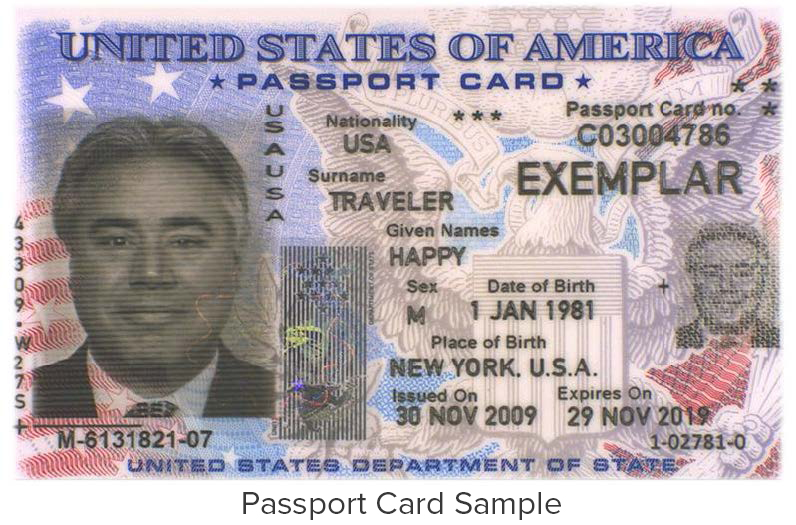 UNITED STATES OF AMERICA
★ PASSPORT CARD ★
USAUSA
Nationality
USA
* * *
Passport Card no.
C03004786
* * *
EXEMPLAR
Surname
TRAVELER
Given Names
HAPPY
Sex
M
Date of Birth
1 JAN 1981
Place of Birth
NEW YORK. U.S.A.
Issued On
30 NOV 2009
Expires On
29 NOV 2019
43309.W27S+
M-6131821-07
1-02781-0
UNITED STATES DEPARTMENT OF STATE
Passport Card Sample